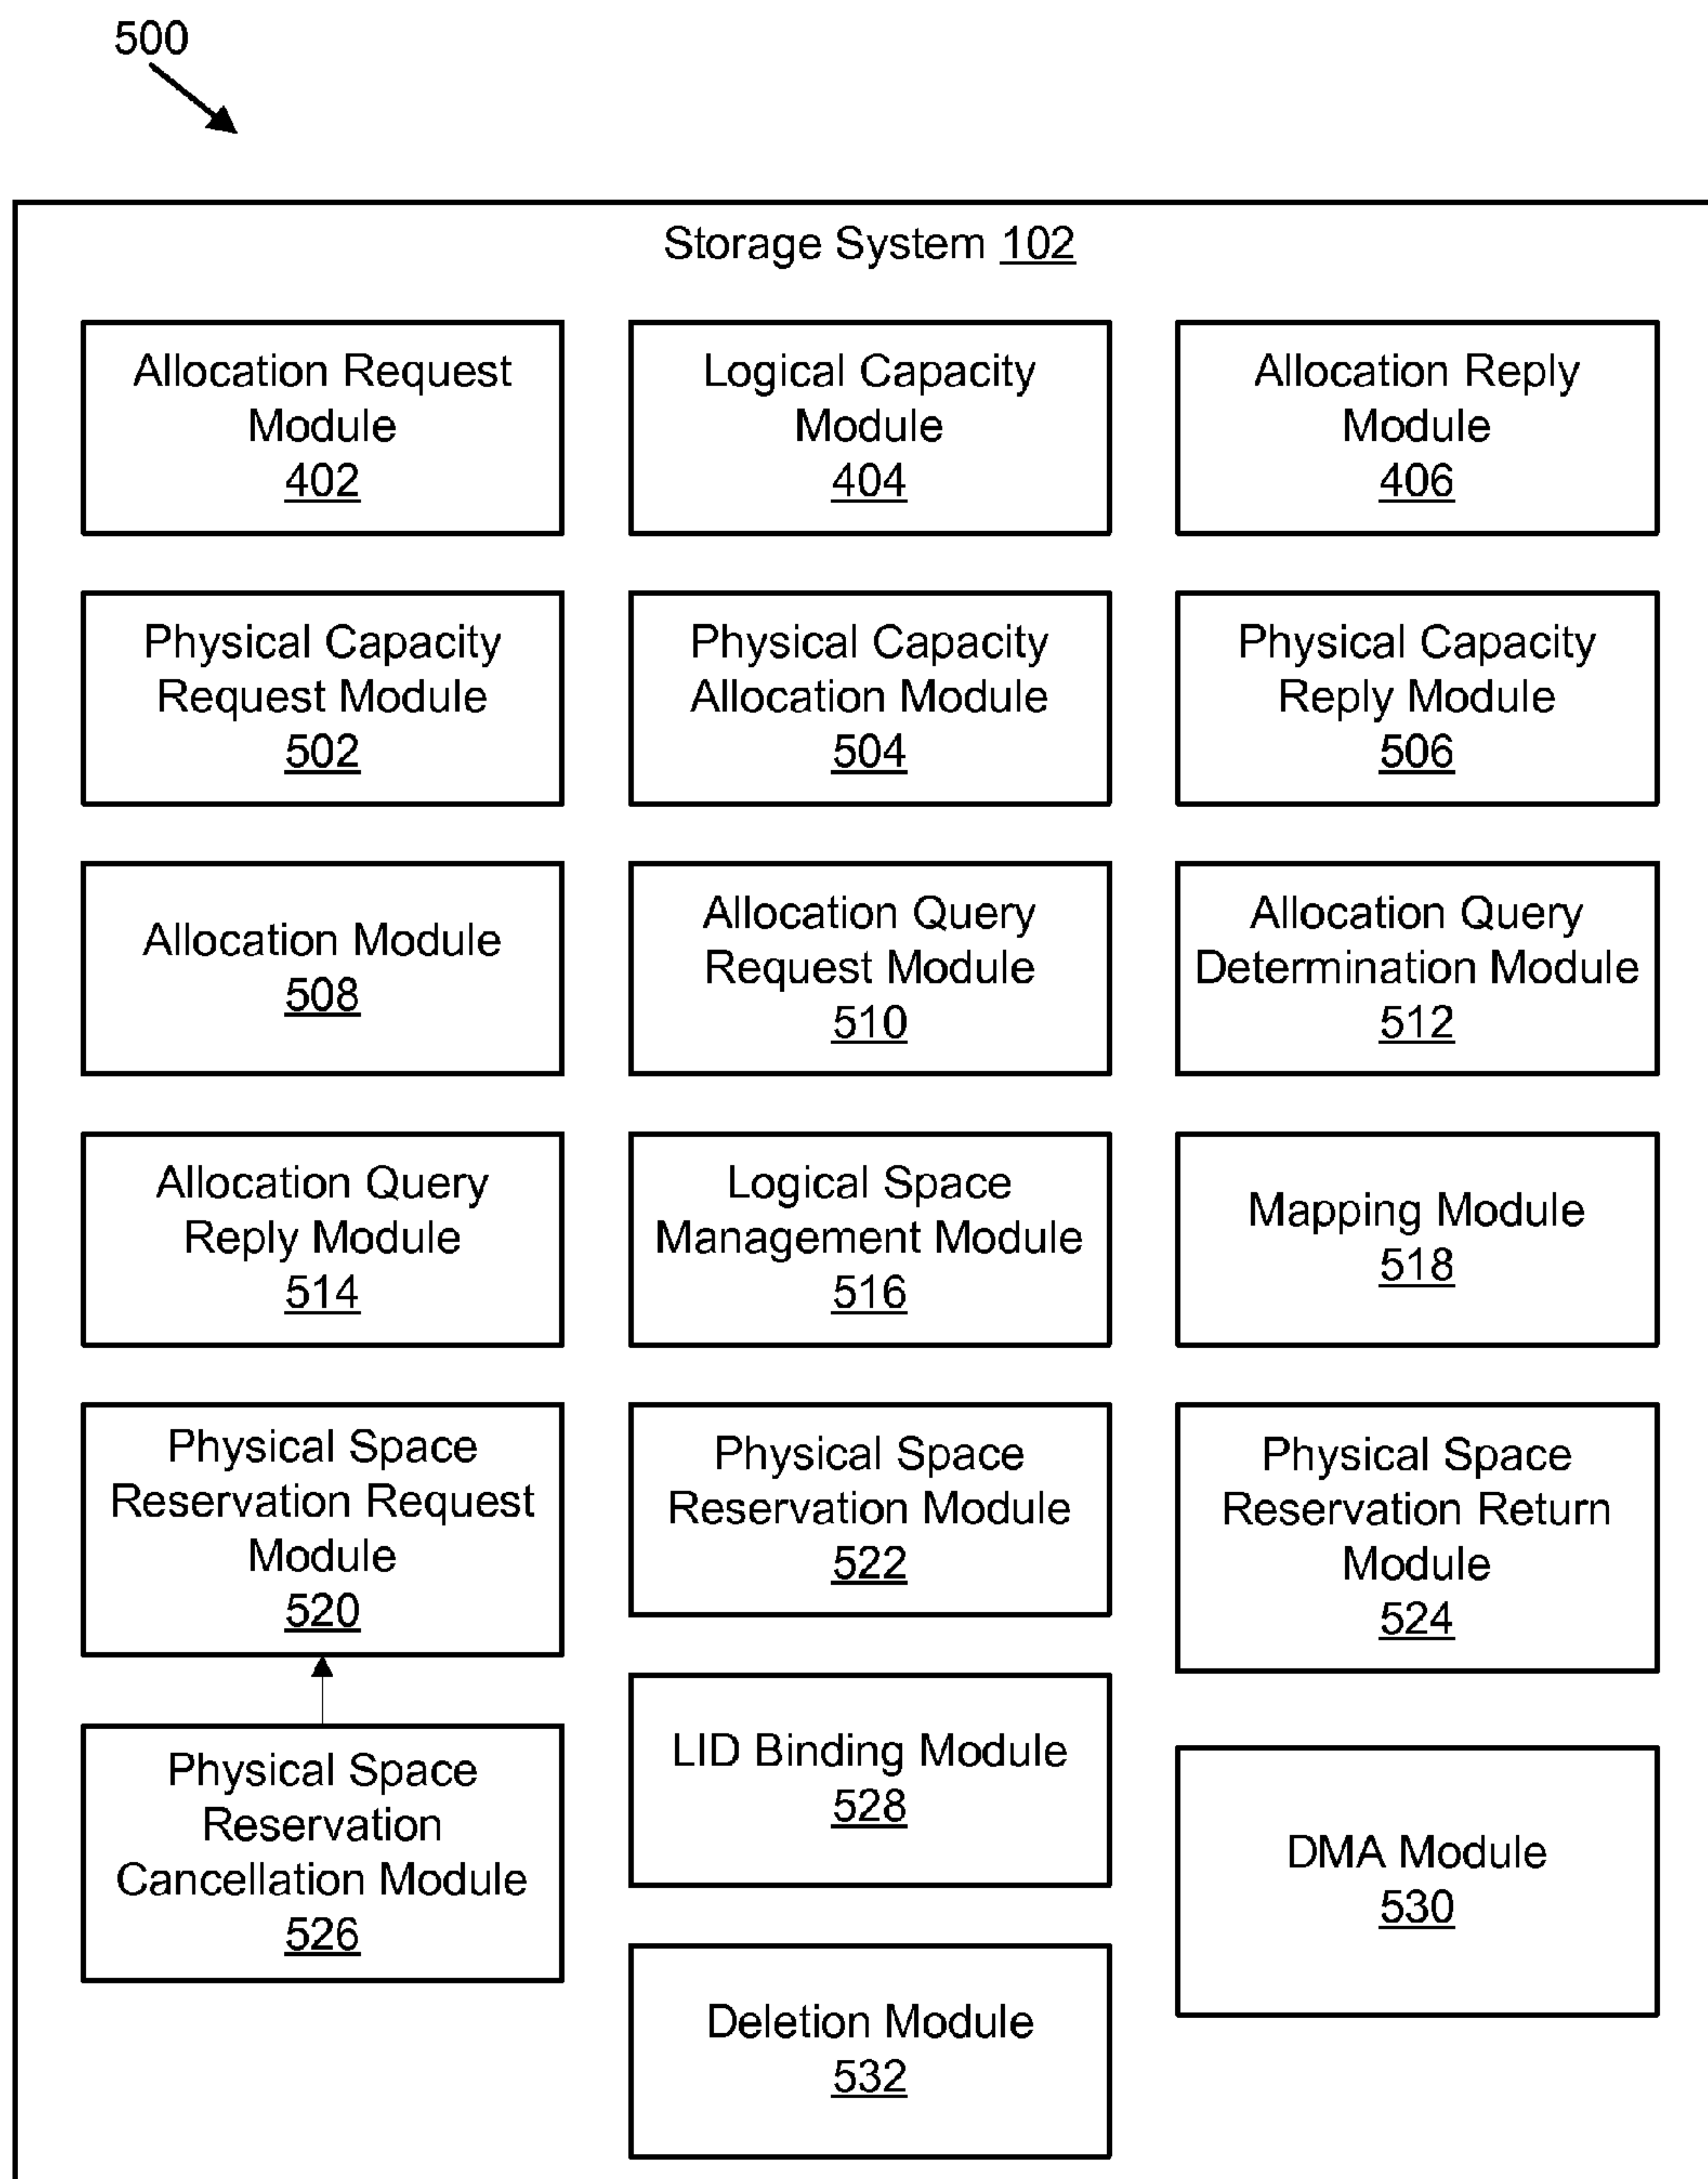 500
Storage System 102
Allocation Request
Module
402
Logical Capacity
Module
404
Allocation Reply
Module
406
Physical Capacity
Request Module
502
Physical Capacity
Allocation Module
504
Physical Capacity
Reply Module
506
Allocation Module
508
Allocation Query
Request Module
510
Allocation Query
Determination Module
512
Allocation Query
Reply Module
514
Logical Space
Management Module
516
Mapping Module
518
Physical Space
Reservation Request
Module
520
Physical Space
Reservation Module
522
Physical Space
Reservation Return
Module
524
Physical Space
Reservation
Cancellation Module
526
LID Binding Module
528
DMA Module
530
Deletion Module
532